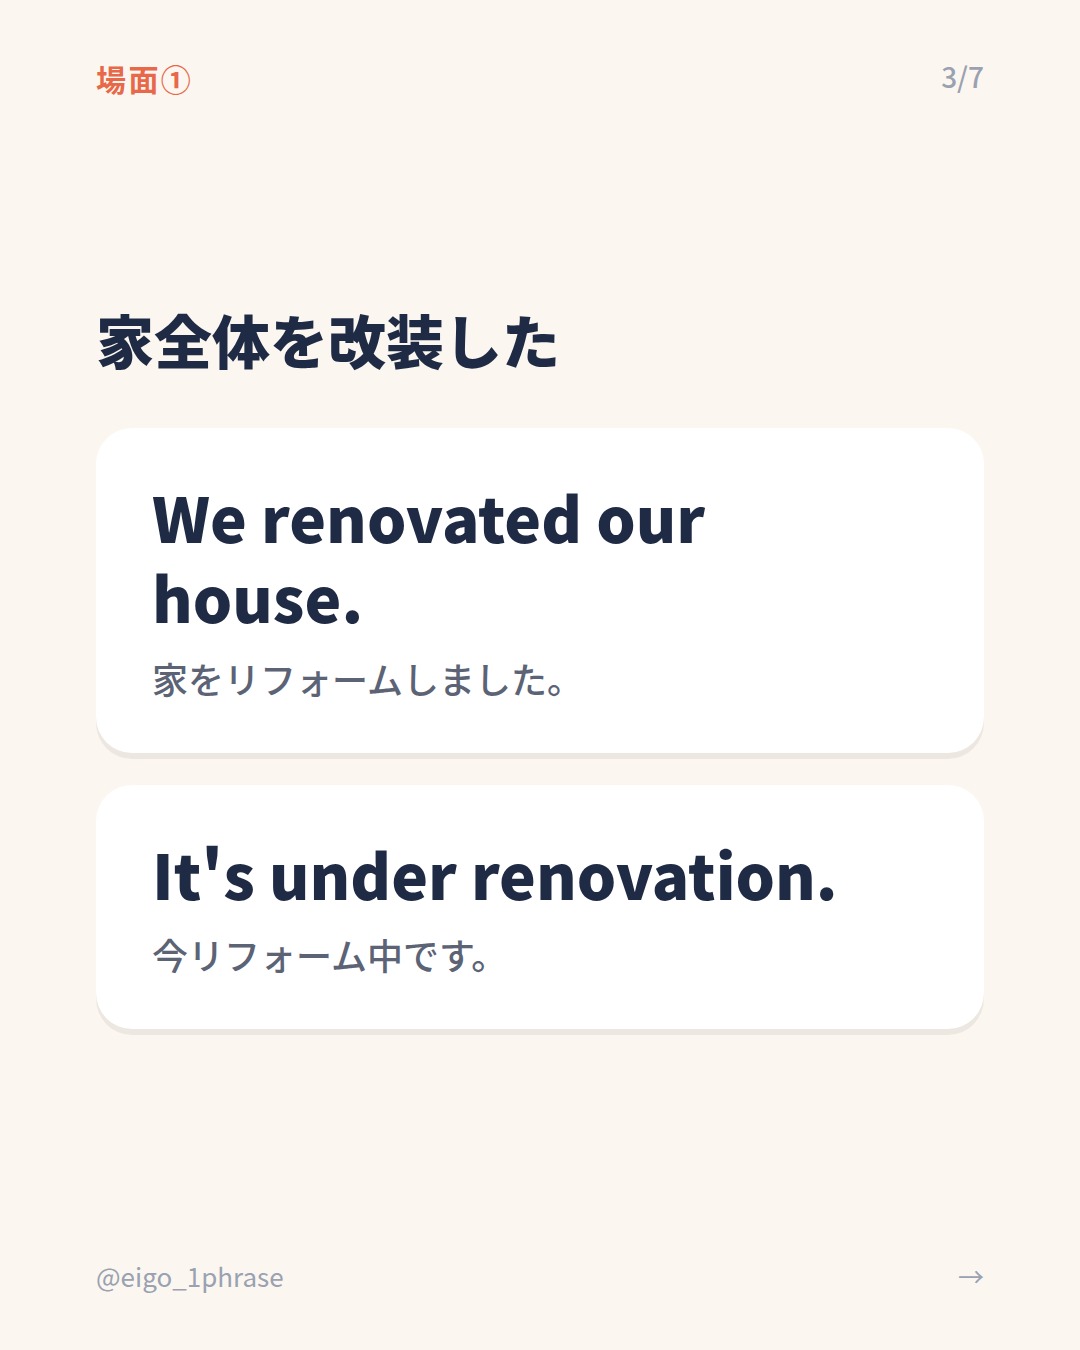 場面①
3/7
家全体を改装した
We renovated our
house.
家をリフォームしました。
It's under renovation.
今リフォーム中です。
@eigo_1phrase
→